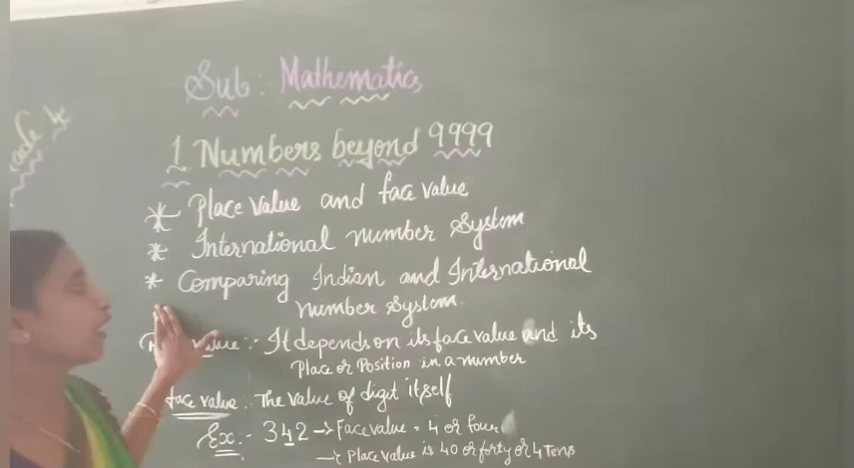 Sub: Mathematics
1 Numbers beyond 9999
* Place value and face value
* International number System
* Comparing Indian and International
number System.
:- It depends on its face value and its
Place or Position in a number
face value: The value of digit itself
Ex:- 342 → Face value = 4 or four
→ place value is 40 or forty or 4 Tens